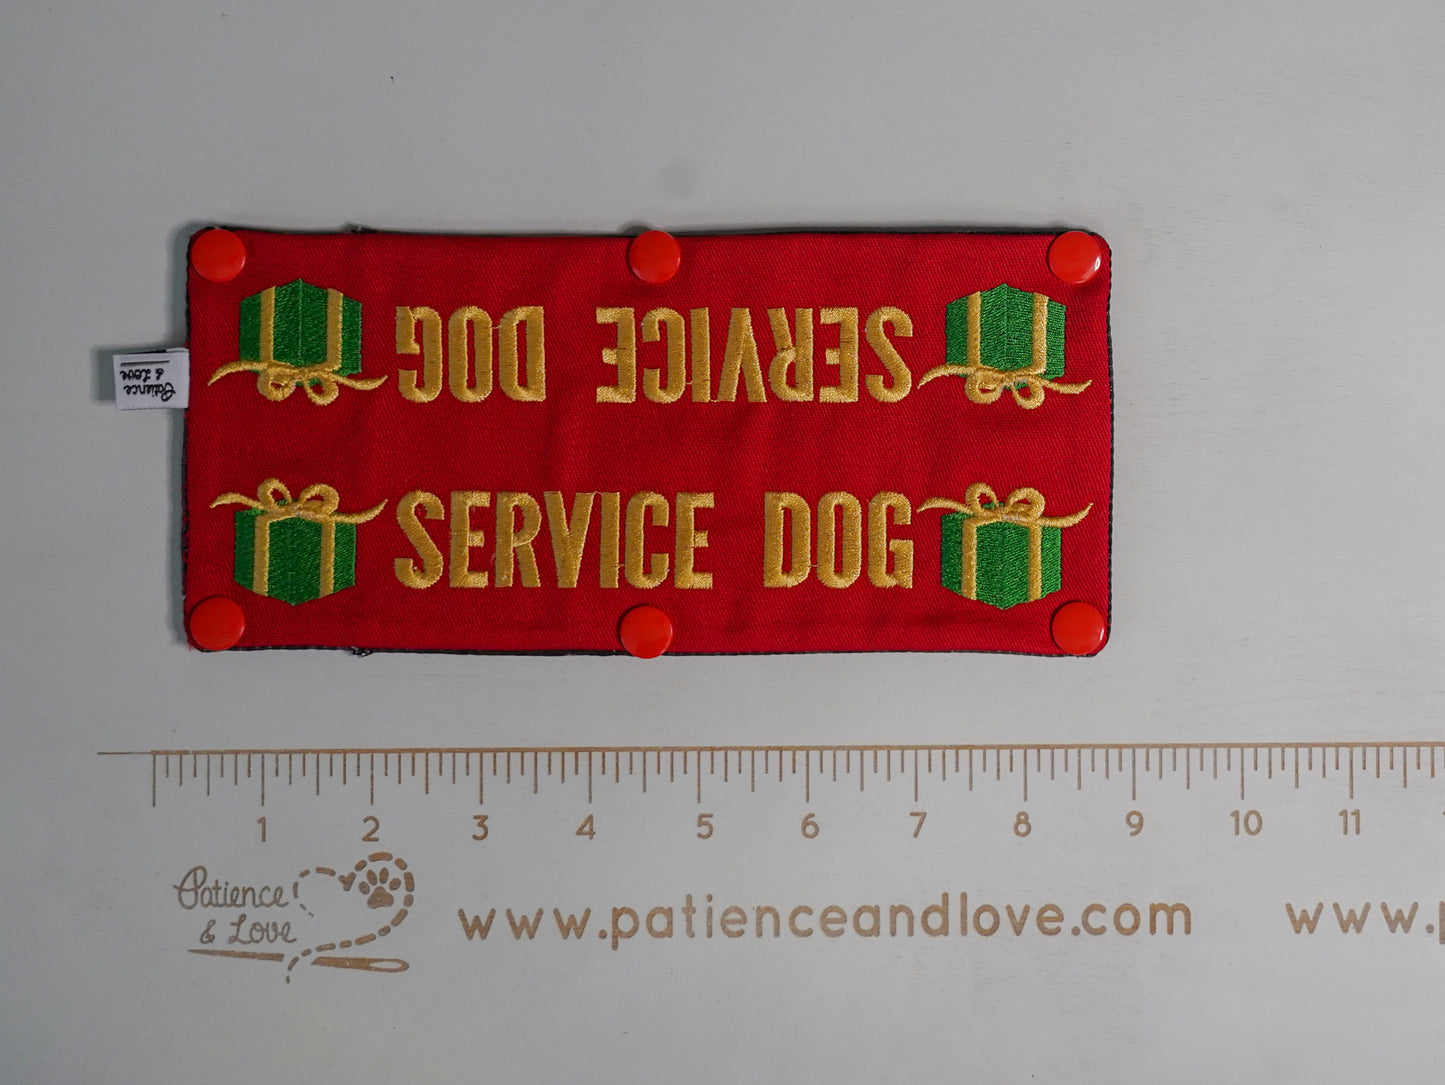 SERVICE DOG
Patience
& Love
SERVICE DOG
1 2 3 4 5 6 7 8 9 10 11
Patience
& Love
www.patienceandlove.com www.p